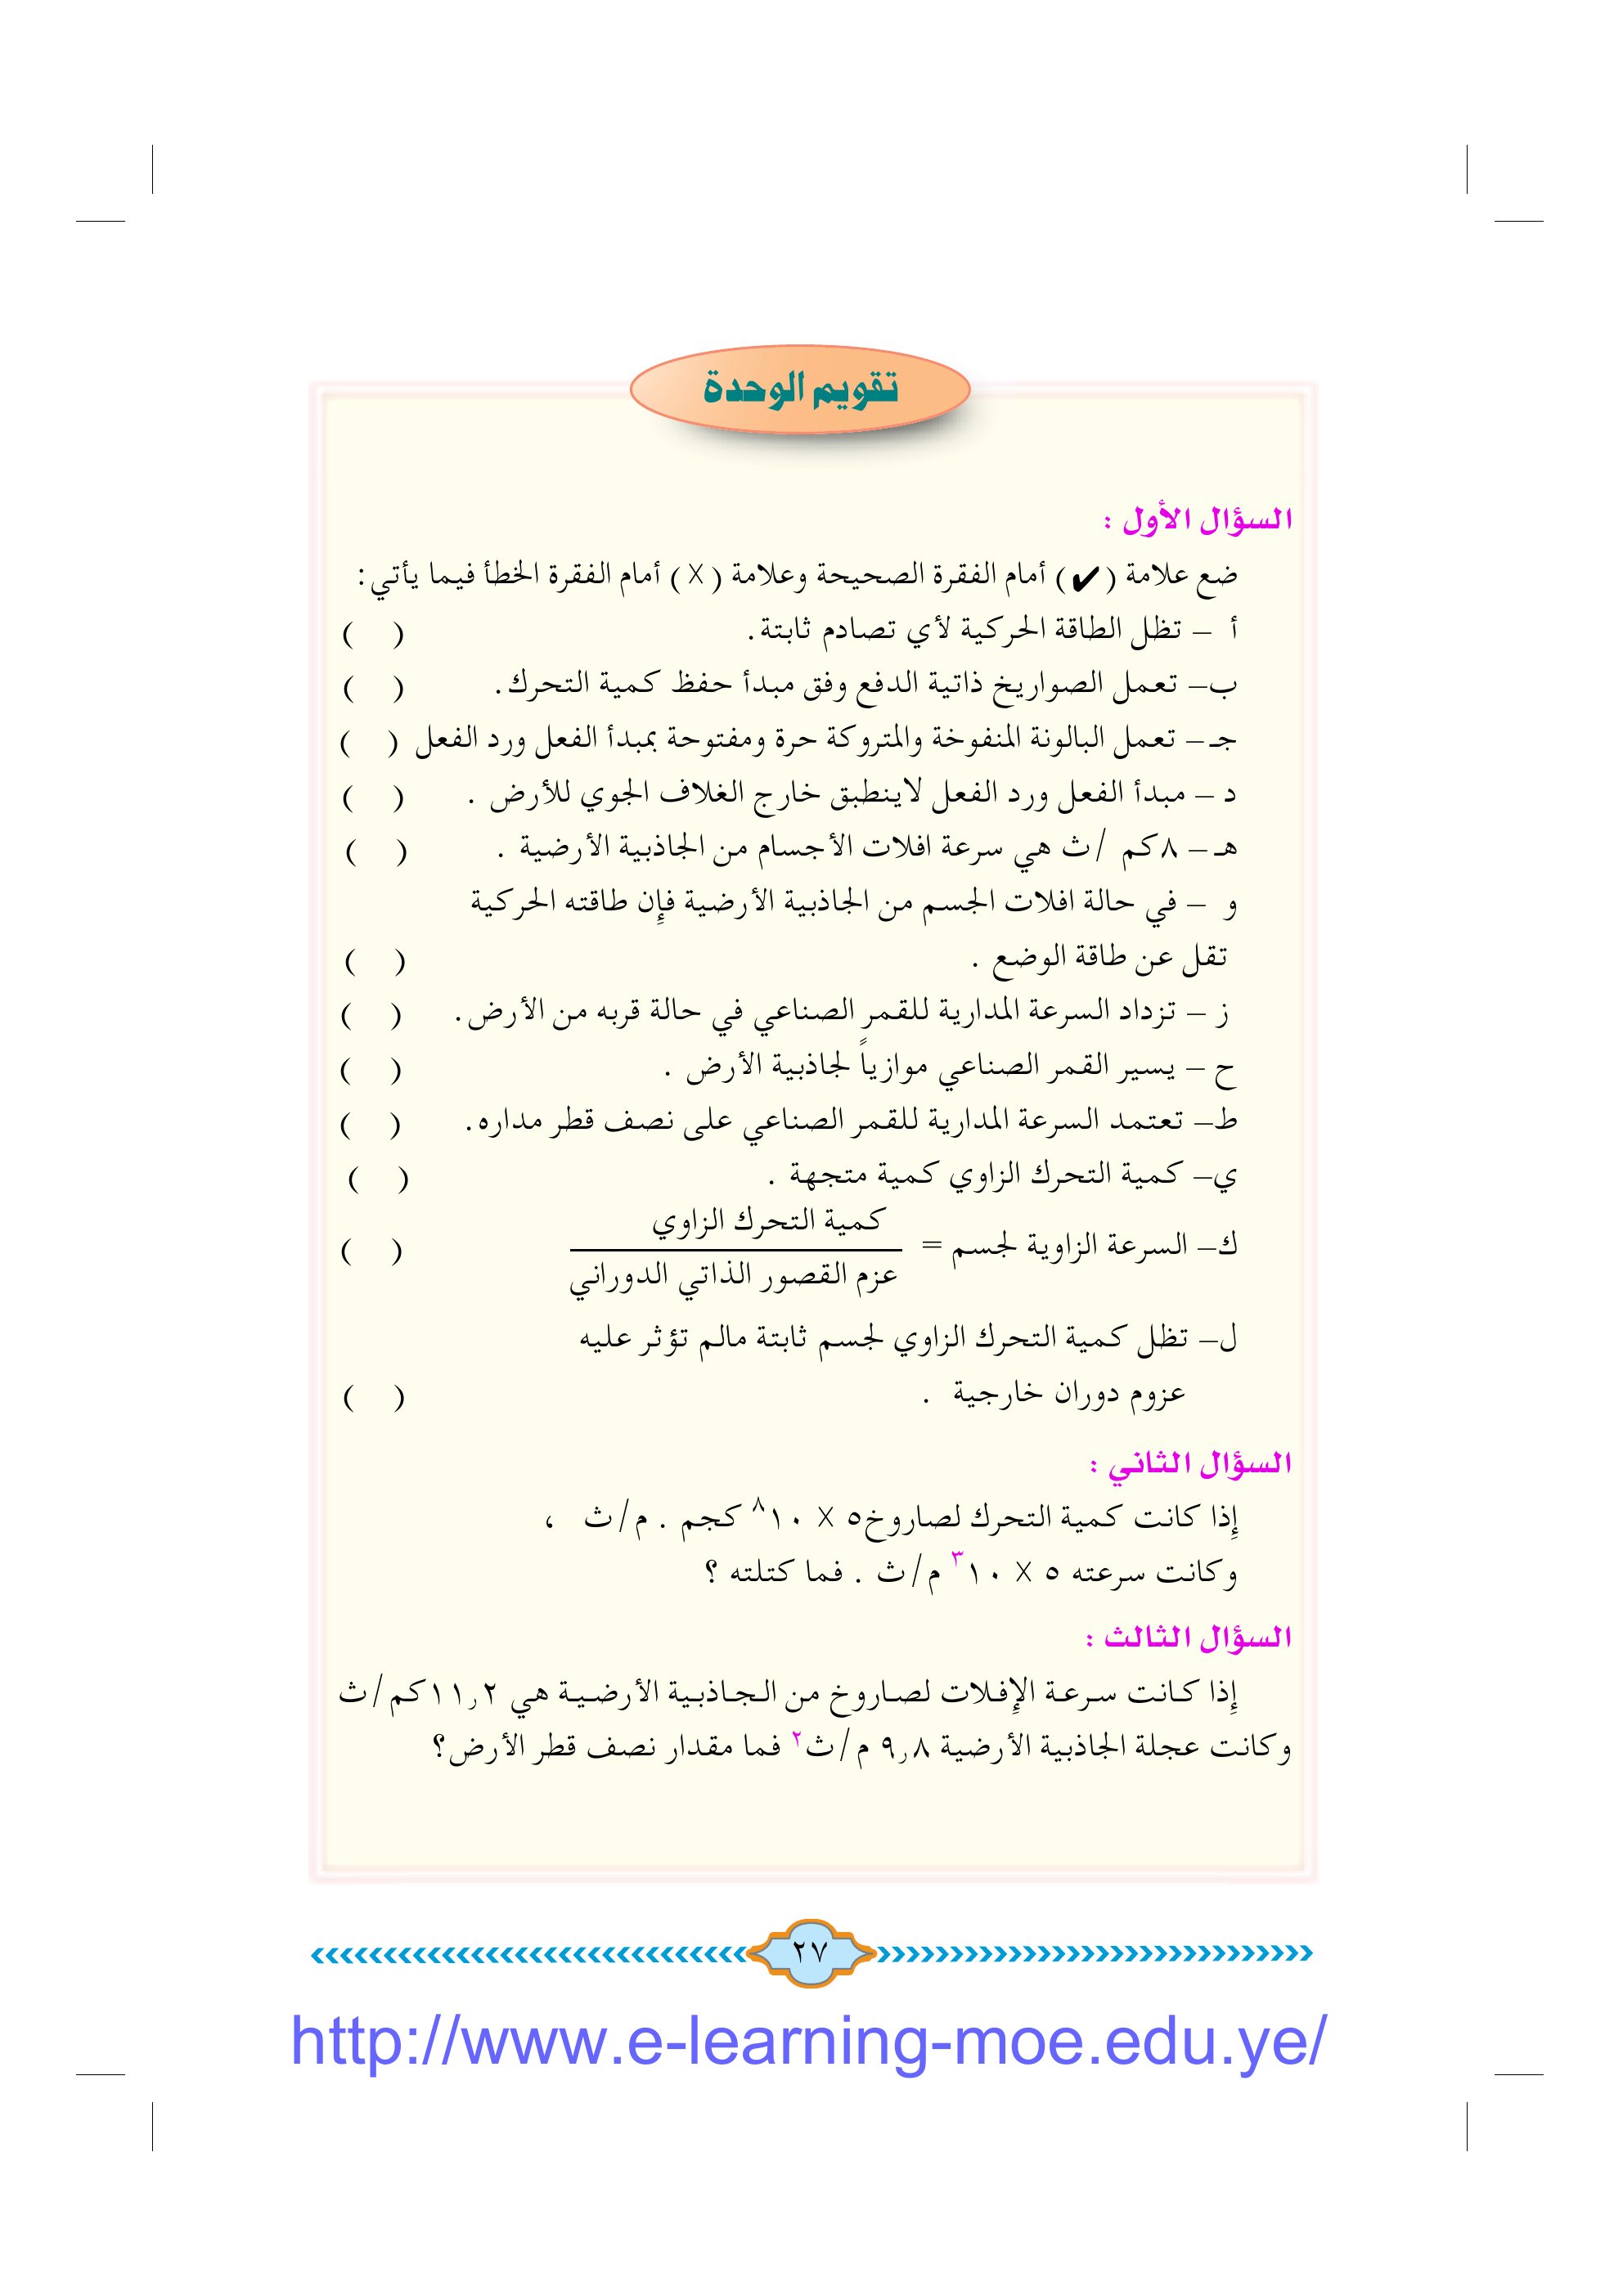 تقويم الوحدة
السؤال الأول :
ضع علامة ( ✔ ) أمام الفقرة الصحيحة وعلامة ( X ) أمام الفقرة الخطأ فيما يأتي:
أ – تظل الطاقة الحركية لأي تصادم ثابتة. ( )
ب– تعمل الصواريخ ذاتية الدفع وفق مبدأ حفظ كمية التحرك. ( )
جـ – تعمل البالونة المنفوخة والمتروكة حرة ومفتوحة بمبدأ الفعل ورد الفعل ( )
د – مبدأ الفعل ورد الفعل لاينطبق خارج الغلاف الجوي للأرض . ( )
هـ – ٨كم /ث هي سرعة افلات الأجسام من الجاذبية الأرضية . ( )
و – في حالة افلات الجسم من الجاذبية الأرضية فإن طاقته الحركية
تقل عن طاقة الوضع . ( )
ز – تزداد السرعة المدارية للقمر الصناعي في حالة قربه من الأرض. ( )
ح – يسير القمر الصناعي موازياً لجاذبية الأرض . ( )
ط– تعتمد السرعة المدارية للقمر الصناعي على نصف قطر مداره. ( )
ي– كمية التحرك الزاوي كمية متجهة . ( )
كمية التحرك الزاوي
ك– السرعة الزاوية لجسم = ( )
عزم القصور الذاتي الدوراني
ل– تظل كمية التحرك الزاوي لجسم ثابتة مالم تؤثر عليه
عزوم دوران خارجية . ( )
السؤال الثاني :
إذا كانت كمية التحرك لصاروخ٥ X ١٠⁸ كجم . م/ث ،
وكانت سرعته ٥ X ١٠³ م/ث . فما كتلته ؟
السؤال الثالث :
إذا كانت سرعة الإفلات لصاروخ من الجاذبية الأرضية هي ١١٫٢كم/ث
وكانت عجلة الجاذبية الأرضية ٩٫٨ م/ث² فما مقدار نصف قطر الأرض؟
٢٧
http://www.e-learning-moe.edu.ye/